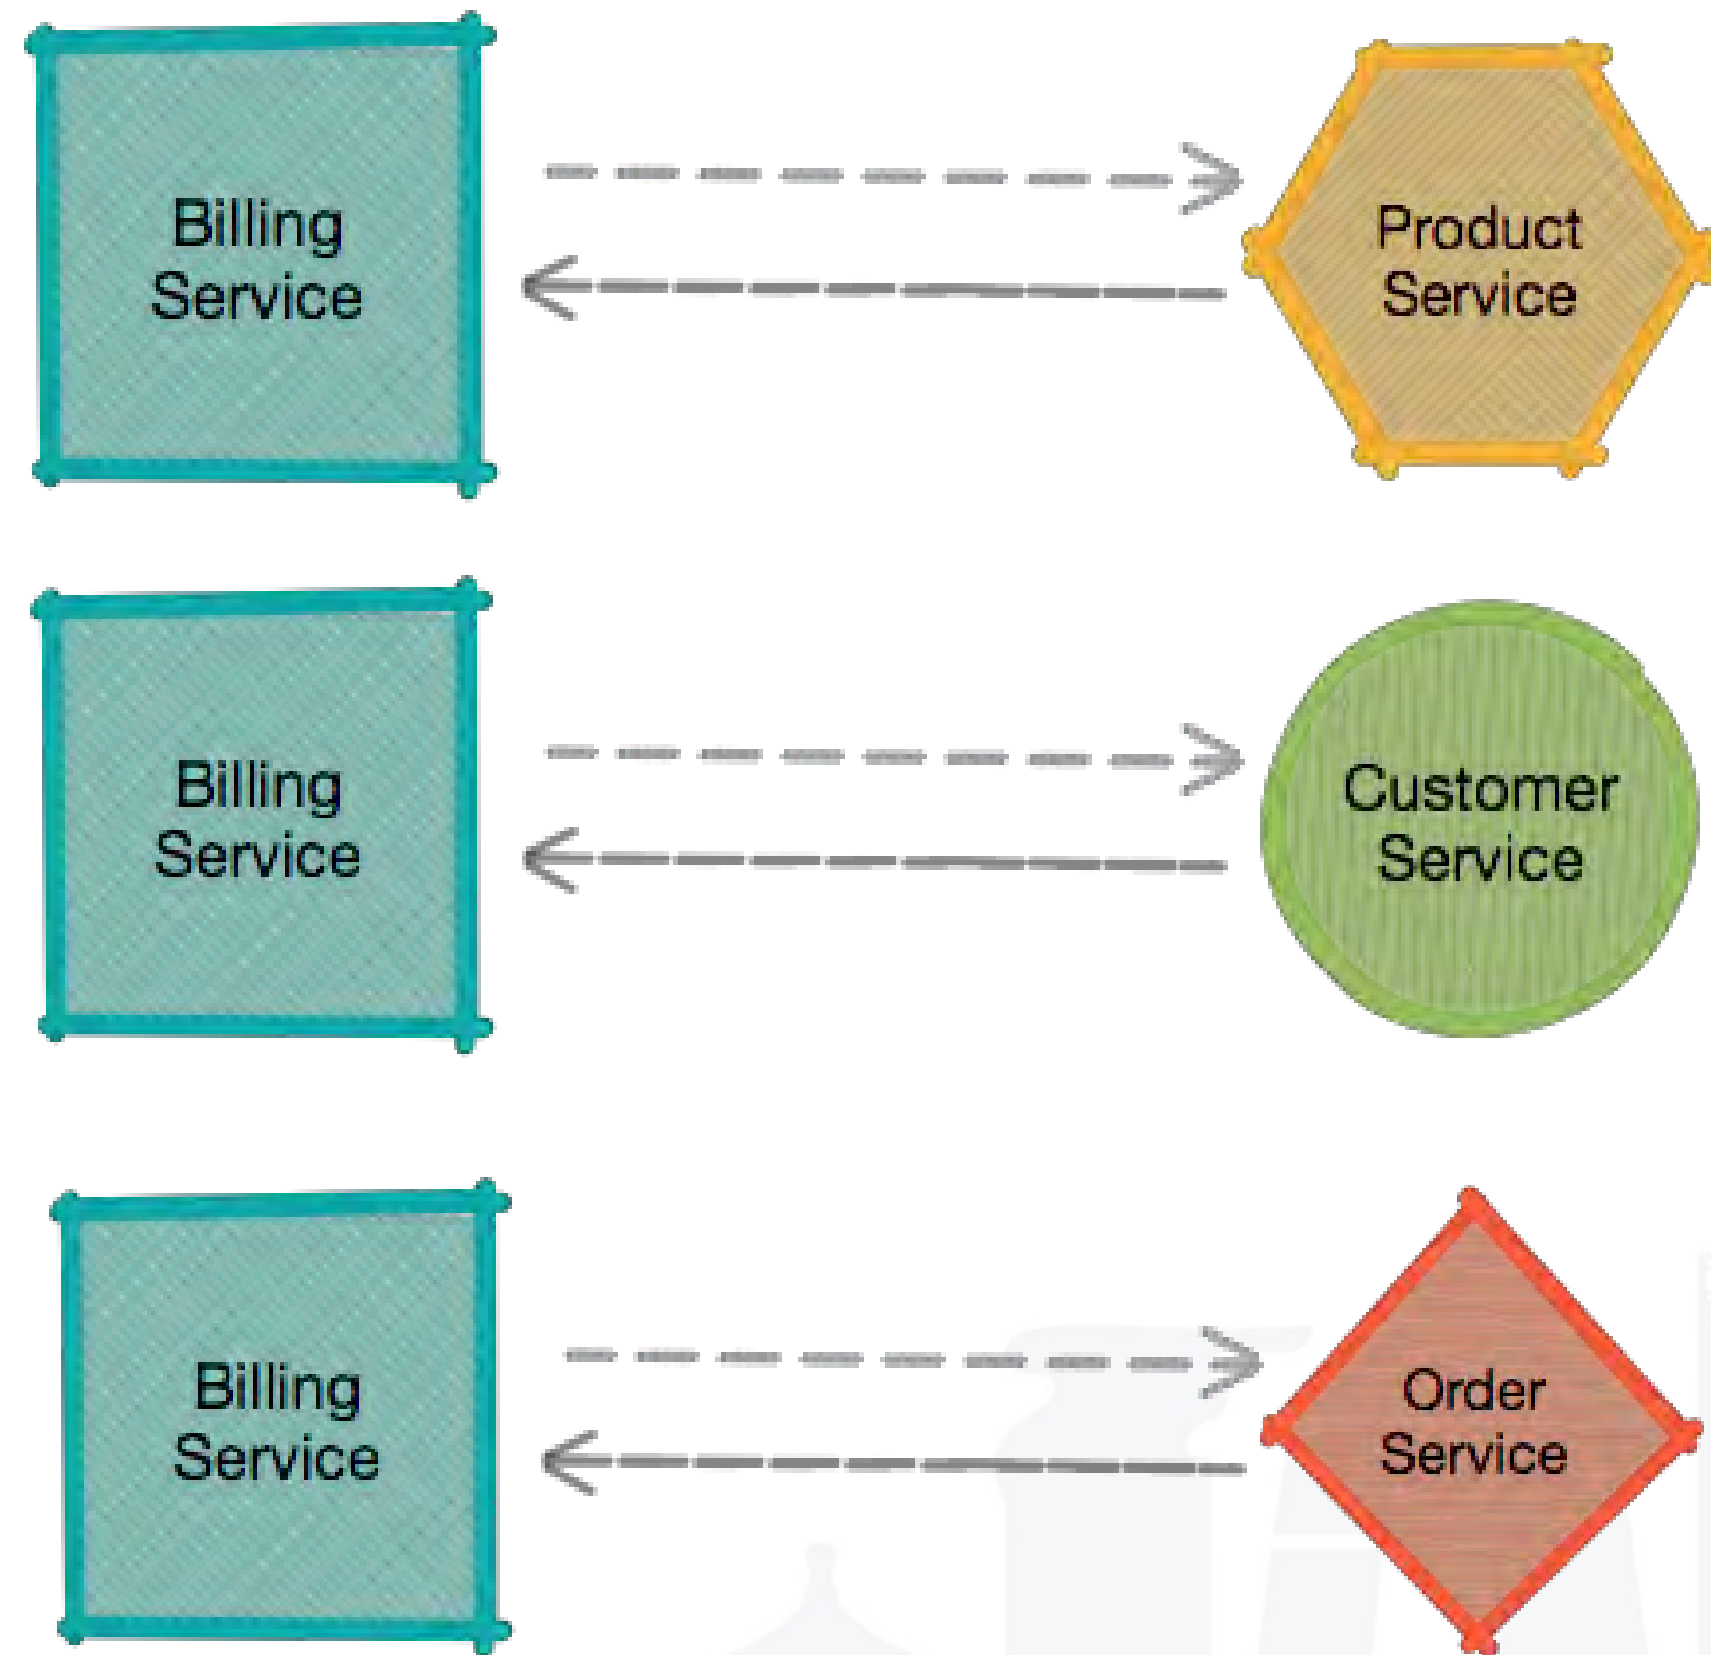 Billing
Service
Product
Service
Billing
Service
Customer
Service
Billing
Service
Order
Service